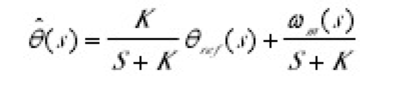 θ̂(s) = K / (S + K) θ_ref(s) + ω_m(s) / (S + K)